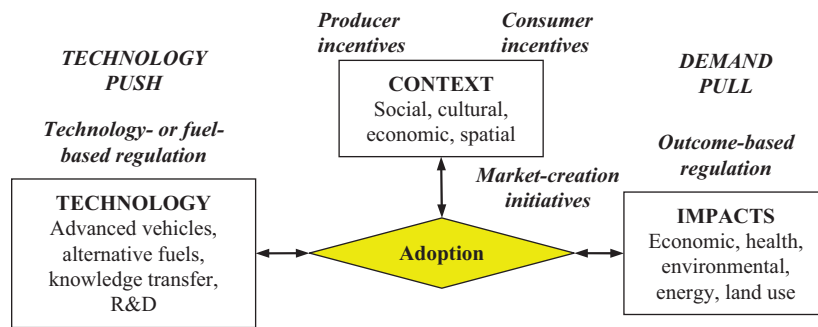 Producer
incentives
Consumer
incentives
TECHNOLOGY
PUSH
DEMAND
PULL
CONTEXT
Social, cultural,
economic, spatial
Technology- or fuel-
based regulation
Outcome-based
regulation
Market-creation
initiatives
TECHNOLOGY
Advanced vehicles,
alternative fuels,
knowledge transfer,
R&D
Adoption
IMPACTS
Economic, health,
environmental,
energy, land use